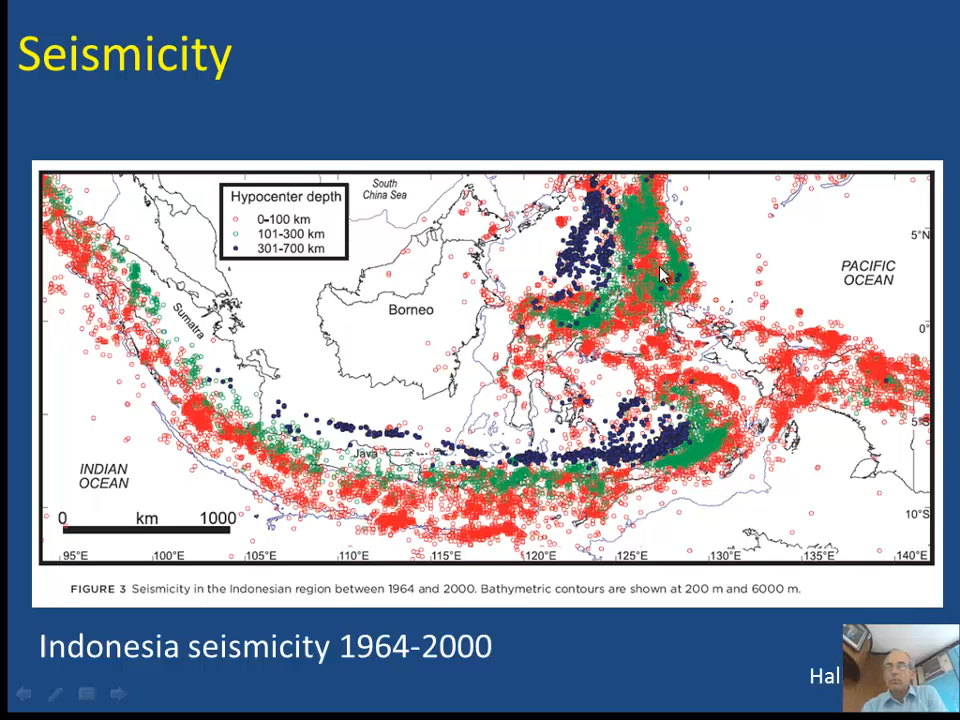 Seismicity
Hypocenter depth
0-100 km
101-300 km
301-700 km
South
China Sea
5°N
PACIFIC
OCEAN
Borneo
Sumatra
0°
5°S
Java
INDIAN
OCEAN
0 km 1000
10°S
95°E 100°E 105°E 110°E 115°E 120°E 125°E 130°E 135°E 140°E
FIGURE 3 Seismicity in the Indonesian region between 1964 and 2000. Bathymetric contours are shown at 200 m and 6000 m.
Indonesia seismicity 1964-2000
Hal